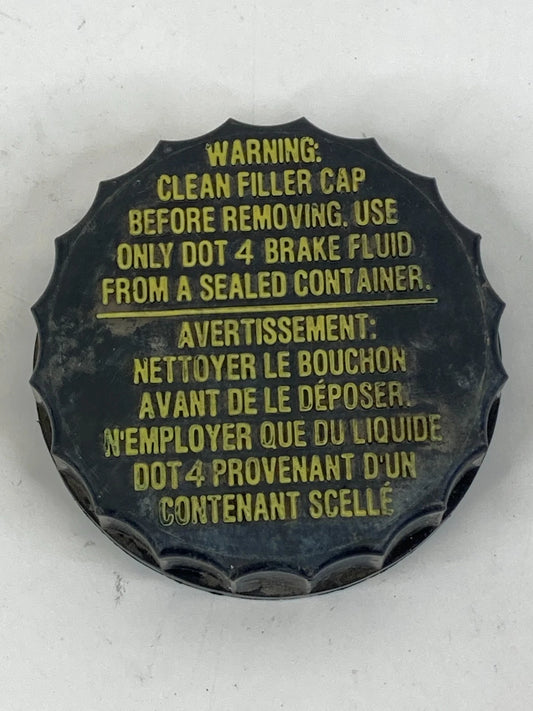 WARNING:
CLEAN FILLER CAP
BEFORE REMOVING. USE
ONLY DOT 4 BRAKE FLUID
FROM A SEALED CONTAINER.
AVERTISSEMENT:
NETTOYER LE BOUCHON
AVANT DE LE DÉPOSER.
N'EMPLOYER QUE DU LIQUIDE
DOT 4 PROVENANT D'UN
CONTENANT SCELLÉ